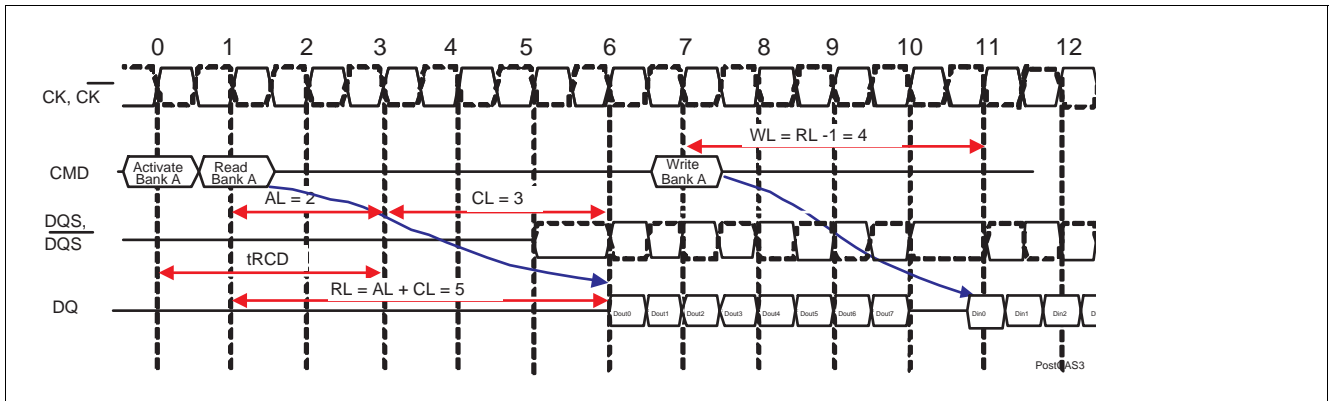 0 1 2 3 4 5 6 7 8 9 10 11 12
CK, CK
WL = RL -1 = 4
CMD
Activate Bank A
Read Bank A
Write Bank A
AL = 2
CL = 3
DQS,
DQS
tRCD
RL = AL + CL = 5
DQ
Dout0 Dout1 Dout2 Dout3 Dout4 Dout5 Dout6 Dout7 Din0 Din1 Din2 D
PostCAS3